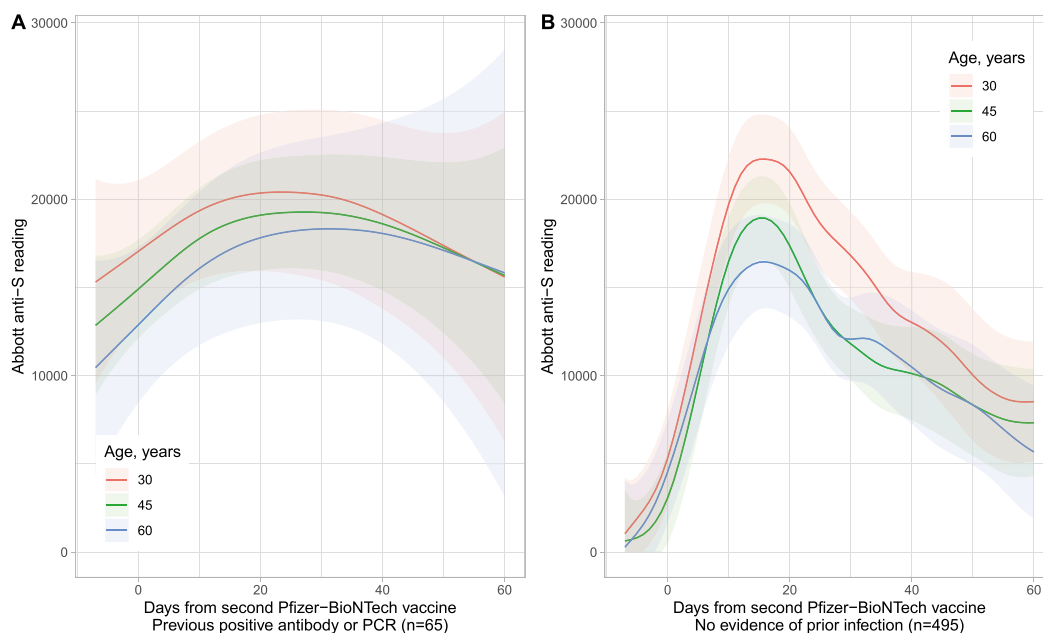 A
30000
20000
10000
0
Abbott anti−S reading
Age, years
30
45
60
0 20 40 60
Days from second Pfizer−BioNTech vaccine
Previous positive antibody or PCR (n=65)
B
30000
20000
10000
0
Abbott anti−S reading
Age, years
30
45
60
0 20 40 60
Days from second Pfizer−BioNTech vaccine
No evidence of prior infection (n=495)